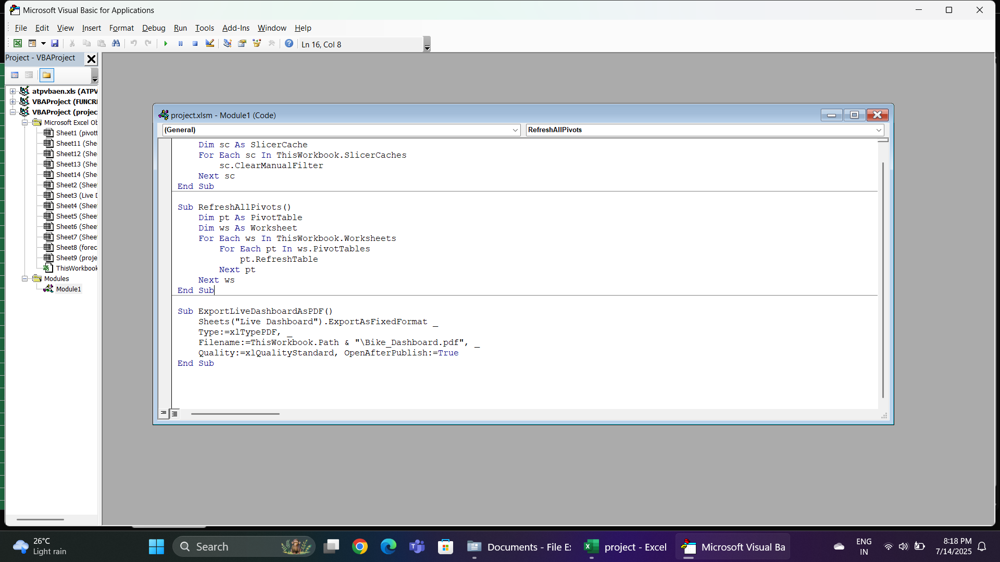 Microsoft Visual Basic for Applications
File Edit View Insert Format Debug Run Tools Add-Ins Window Help
Ln 16, Col 8
Project - VBAProject
atpvbaen.xls (ATPV
VBAProject (FUNCRI
VBAProject (projec
Microsoft Excel Ob
Sheet1 (pivott
Sheet11 (She
Sheet12 (She
Sheet13 (She
Sheet14 (She
Sheet2 (Sheet
Sheet3 (Live D
Sheet4 (Sheet
Sheet5 (Sheet
Sheet6 (Sheet
Sheet7 (Sheet
Sheet8 (forec
Sheet9 (proje
ThisWorkbook
Modules
Module1
project.xlsm - Module1 (Code)
(General) RefreshAllPivots
Dim sc As SlicerCache
For Each sc In ThisWorkbook.SlicerCaches
sc.ClearManualFilter
Next sc
End Sub
Sub RefreshAllPivots()
Dim pt As PivotTable
Dim ws As Worksheet
For Each ws In ThisWorkbook.Worksheets
For Each pt In ws.PivotTables
pt.RefreshTable
Next pt
Next ws
End Sub
Sub ExportLiveDashboardAsPDF()
Sheets("Live Dashboard").ExportAsFixedFormat _
Type:=xlTypePDF, _
Filename:=ThisWorkbook.Path & "\Bike_Dashboard.pdf", _
Quality:=xlQualityStandard, OpenAfterPublish:=True
End Sub
26°C
Light rain
Search
Documents - File E
project - Excel
Microsoft Visual Ba
ENG
IN
8:18 PM
7/14/2025